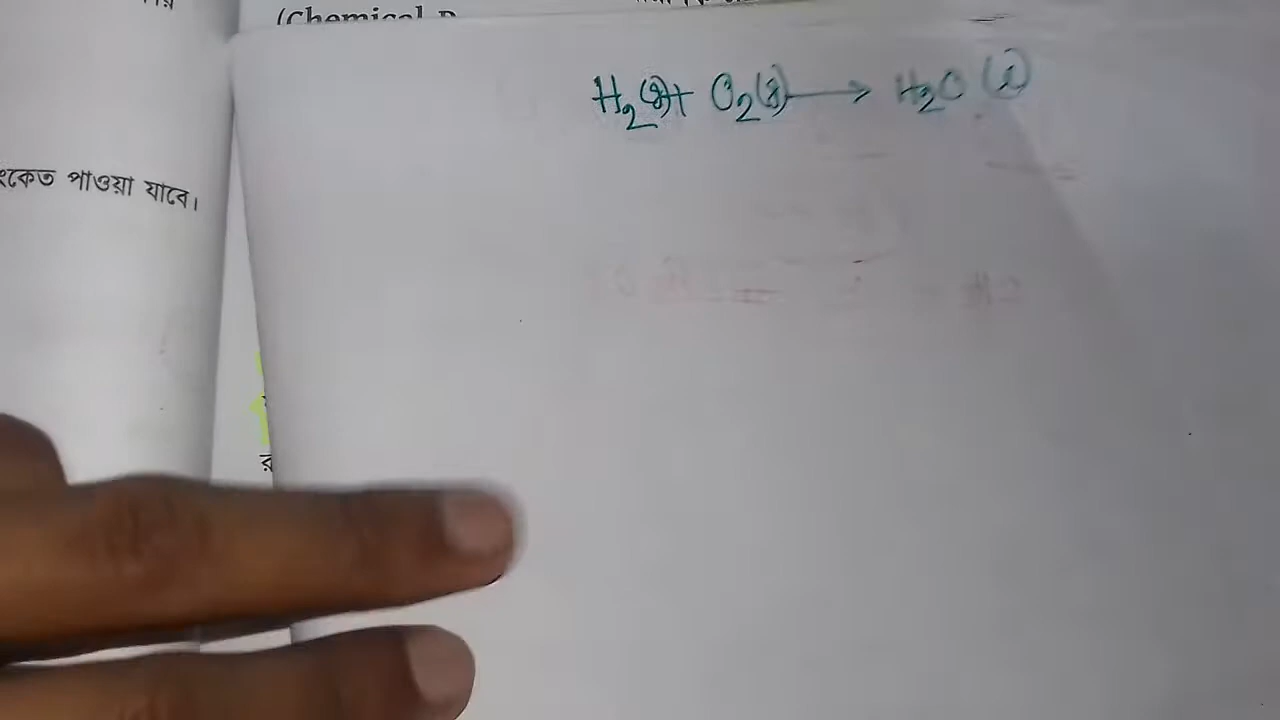 (Chemical
ংকেত পাওয়া যাবে।
H₂(g)+ O₂(g)⟶ H₂O (l)
র